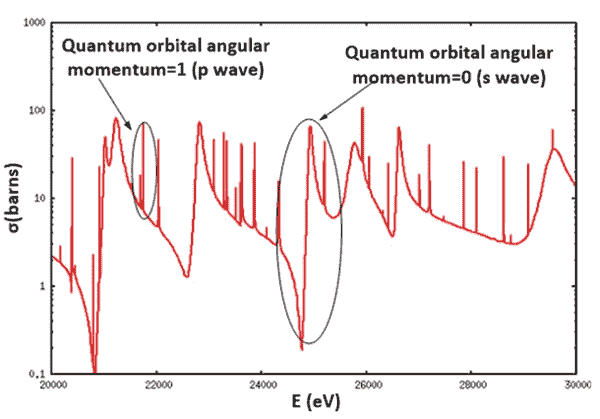 Quantum orbital angular
momentum=1 (p wave)
Quantum orbital angular
momentum=0 (s wave)
σ(barns)
1000
100
10
1
0.1
20000
22000
24000
26000
28000
30000
E (eV)